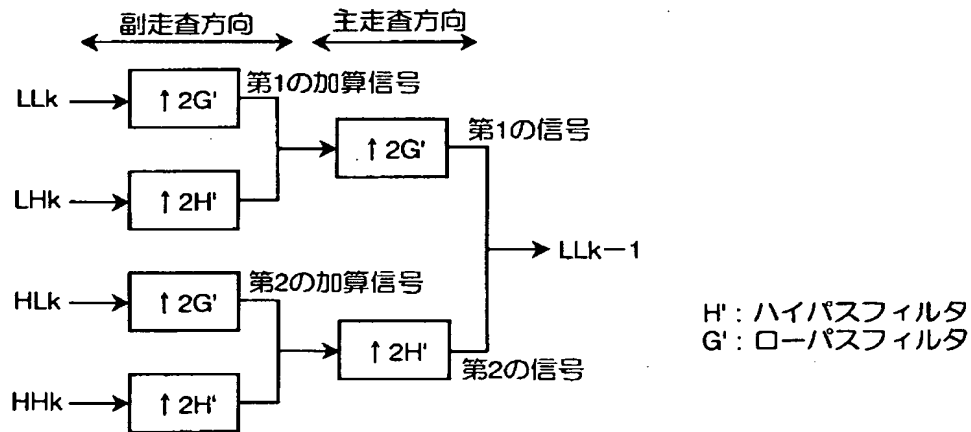 副走査方向 主走査方向
LLk ↑2G' 第1の加算信号
↑2G' 第1の信号
LHk ↑2H'
LLk−1
HLk ↑2G' 第2の加算信号
↑2H' 第2の信号
HHk ↑2H'
H' : ハイパスフィルタ
G' : ローパスフィルタ